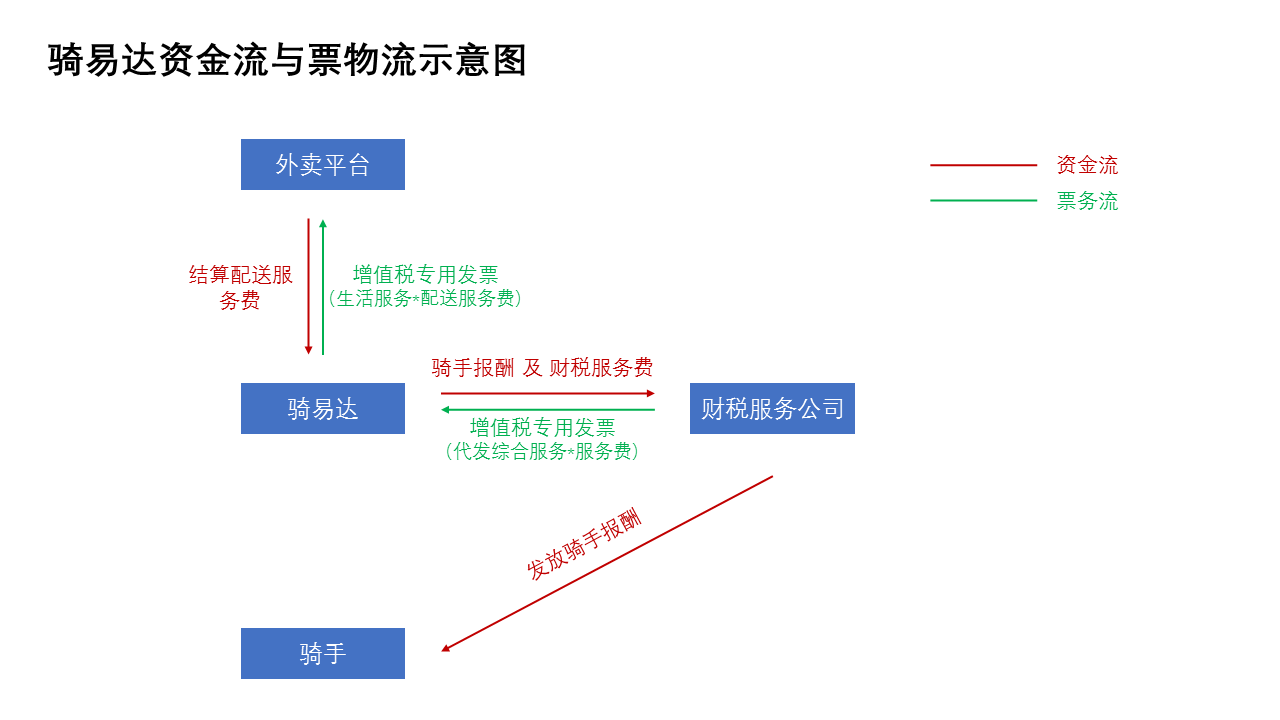 骑易达资金流与票物流示意图
外卖平台
资金流
票务流
结算配送服
务费
增值税专用发票
（生活服务*配送服务费）
骑手报酬 及 财税服务费
骑易达
财税服务公司
增值税专用发票
（代发综合服务*服务费）
发放骑手报酬
骑手